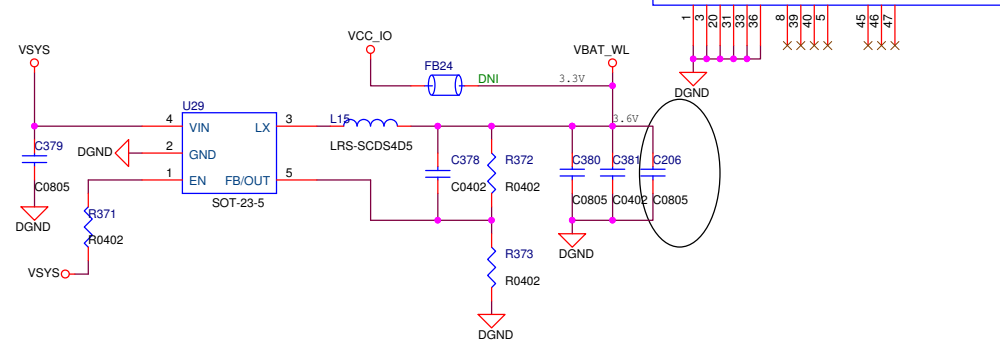 1
3
20
31
33
36
8
39
40
5
45
46
47
DGND
VSYS
VCC_IO
VBAT_WL
FB24
DNI
3.3V
3.6V
U29
4
VIN
LX
3
L15
LRS-SCDS4D5
C379
C0805
DGND
DGND
2
GND
1
EN
FB/OUT
5
SOT-23-5
R371
R0402
VSYS
C378
C0402
R372
R0402
C380
C0805
C381
C0402
C206
C0805
DGND
R373
R0402
DGND